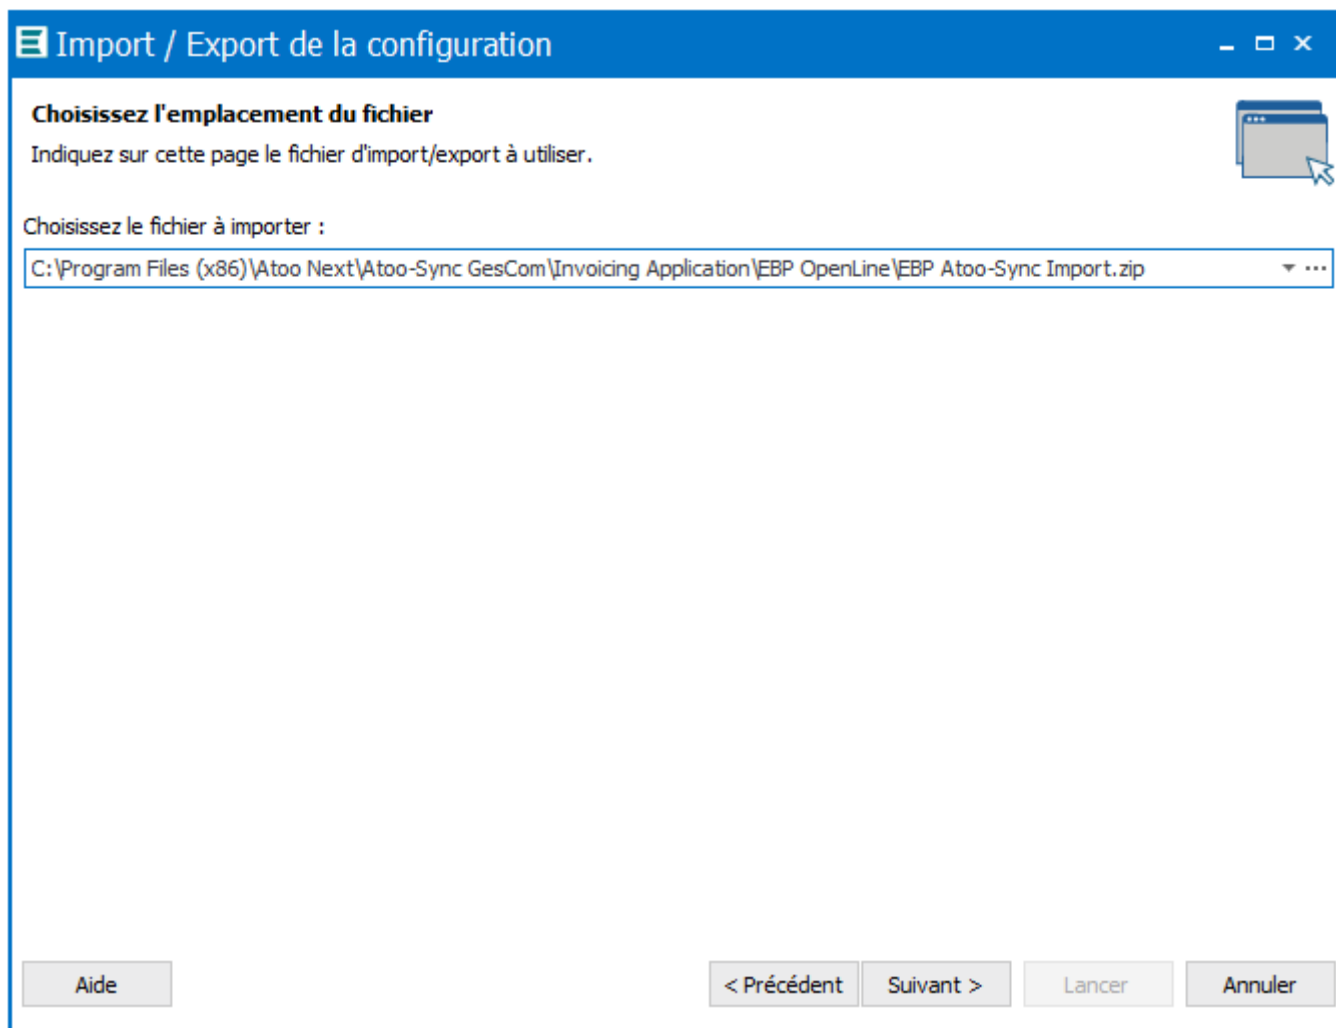 Import / Export de la configuration
Choisissez l'emplacement du fichier
Indiquez sur cette page le fichier d'import/export à utiliser.
Choisissez le fichier à importer :
C:\Program Files (x86)\Atoo Next\Atoo-Sync GesCom\Invoicing Application\EBP OpenLine\EBP Atoo-Sync Import.zip
Aide
< Précédent
Suivant >
Lancer
Annuler